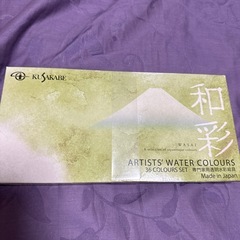 KUSAKABE
和彩
WASAI
ARTISTS' WATER COLOURS
36 COLOURS SET 専門家用透明水彩絵具
Made in Japan